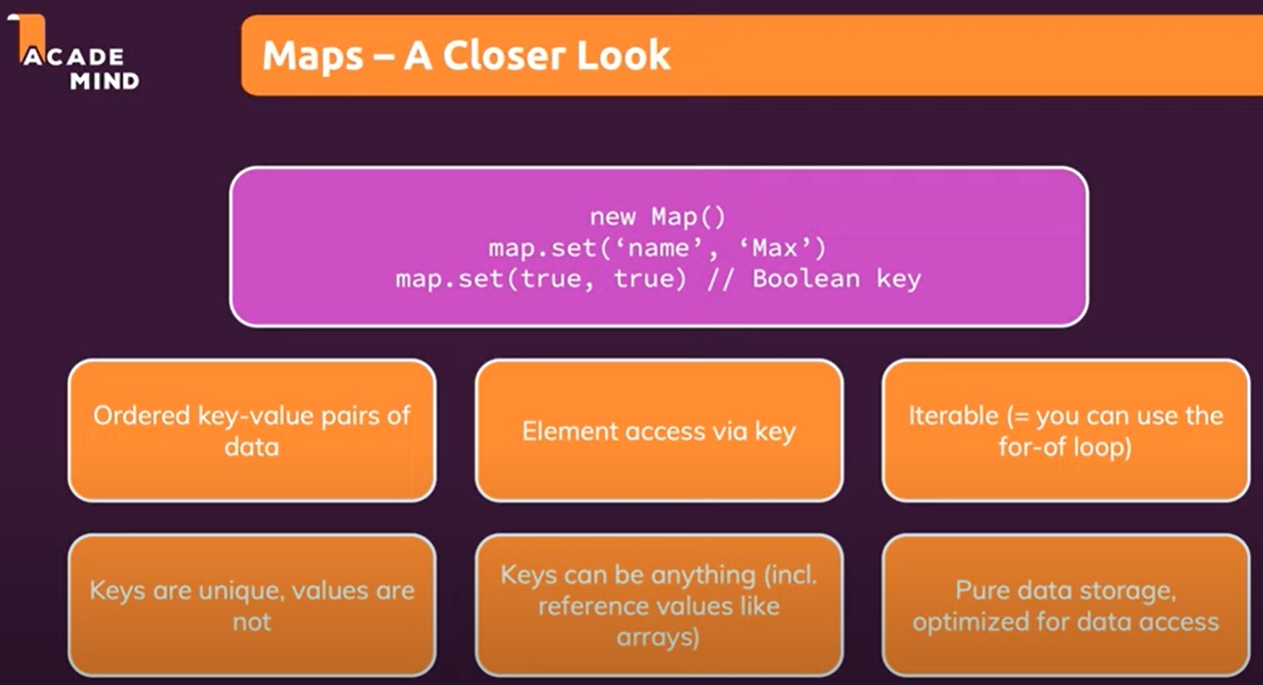 ACADE
MIND
Maps – A Closer Look
new Map()
map.set(‘name’, ‘Max’)
map.set(true, true) // Boolean key
Ordered key-value pairs of
data
Element access via key
Iterable (= you can use the
for-of loop)
Keys are unique, values are
not
Keys can be anything (incl.
reference values like
arrays)
Pure data storage,
optimized for data access